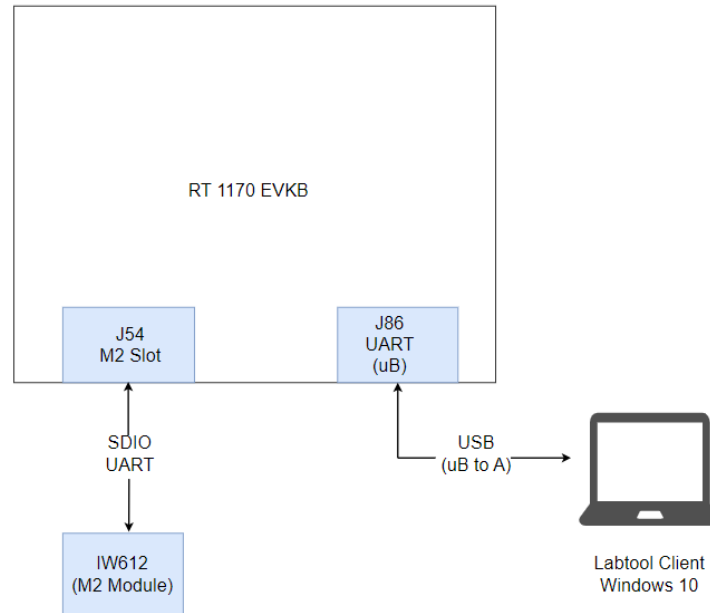 RT 1170 EVKB
J54
M2 Slot
J86
UART
(uB)
SDIO
UART
USB
(uB to A)
IW612
(M2 Module)
Labtool Client
Windows 10